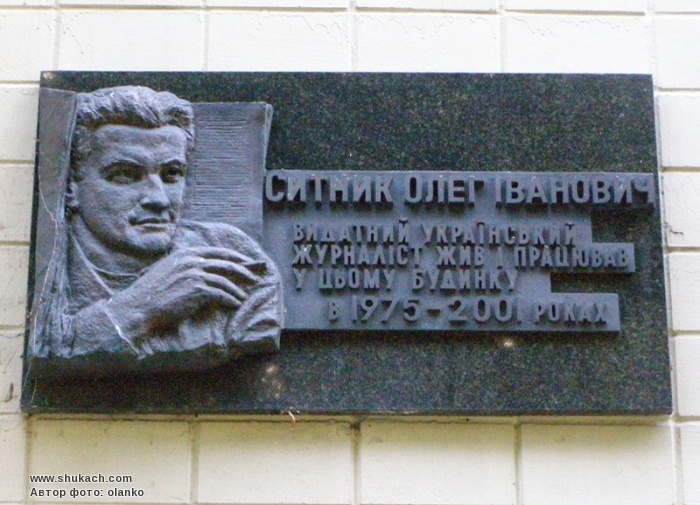 СИТНИК ОЛЕГ ІВАНОВИЧ
ВИДАТНИЙ УКРАЇНСЬКИЙ
ЖУРНАЛІСТ ЖИВ І ПРАЦЮВАВ
У ЦЬОМУ БУДИНКУ
В 1975-2001 РОКАХ
www.shukach.com
Автор фото: olanko